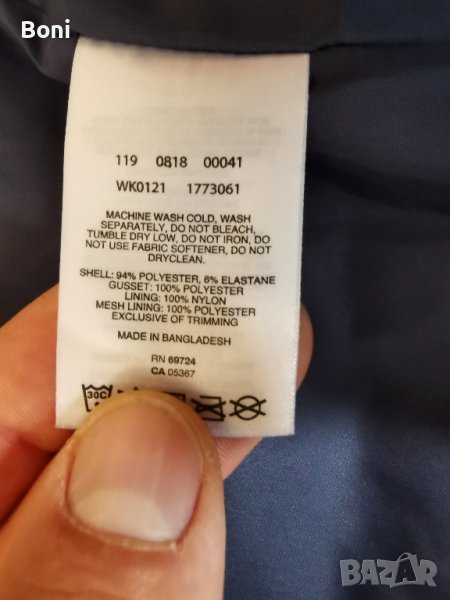 Boni
119 0818 00041
WK0121 1773061
MACHINE WASH COLD, WASH
SEPARATELY, DO NOT BLEACH,
TUMBLE DRY LOW, DO NOT IRON, DO
NOT USE FABRIC SOFTENER, DO NOT
DRYCLEAN.
SHELL: 94% POLYESTER, 6% ELASTANE
GUSSET: 100% POLYESTER
LINING: 100% NYLON
MESH LINING: 100% POLYESTER
EXCLUSIVE OF TRIMMING
MADE IN BANGLADESH
RN 69724
CA 05367
30C
BAZAR